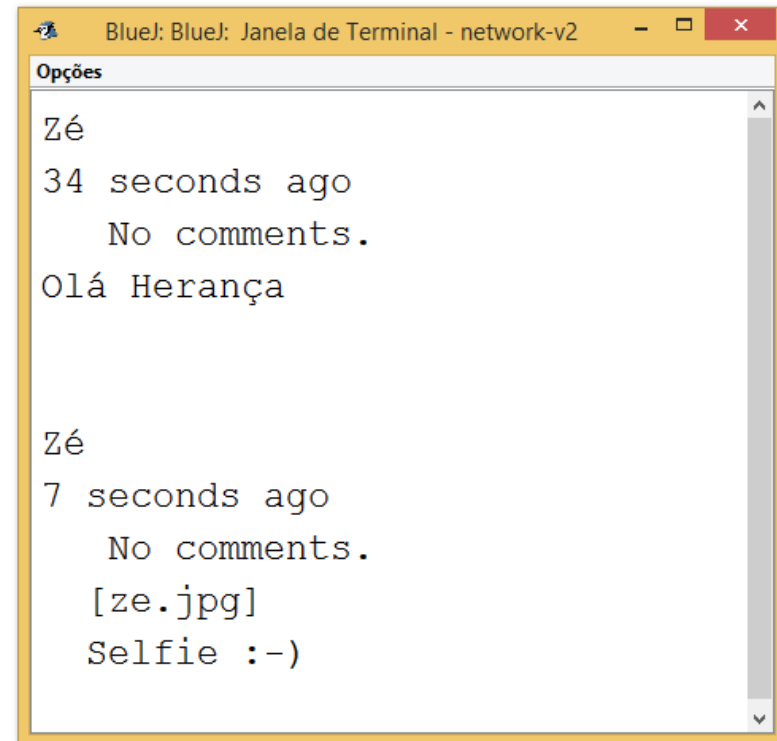 BlueJ: BlueJ: Janela de Terminal - network-v2
Opções
Zé
34 seconds ago
No comments.
Olá Herança
Zé
7 seconds ago
No comments.
[ze.jpg]
Selfie :-)